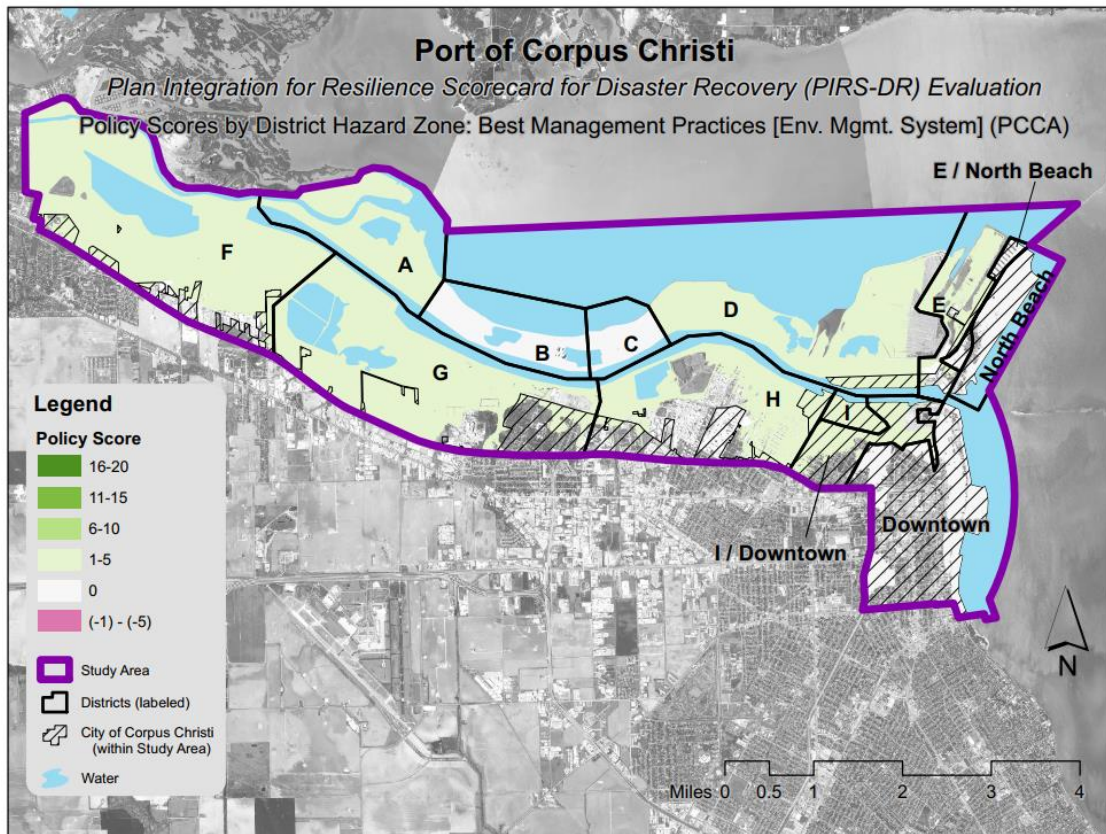 Port of Corpus Christi
Plan Integration for Resilience Scorecard for Disaster Recovery (PIRS-DR) Evaluation
Policy Scores by District Hazard Zone: Best Management Practices [Env. Mgmt. System] (PCCA)
E / North Beach
F
A
D
E
North Beach
B
C
G
H
I
Downtown
I / Downtown
Legend
Policy Score
16-20
11-15
6-10
1-5
0
(-1) - (-5)
Study Area
Districts (labeled)
City of Corpus Christi
(within Study Area)
Water
N
Miles 0 0.5 1 2 3 4